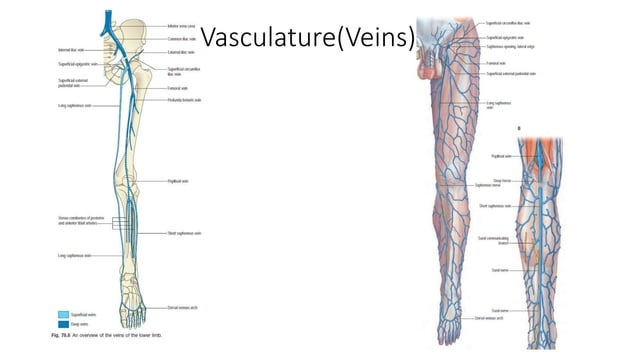 Vasculature(Veins)
Inferior vena cava
Common iliac vein
Internal iliac vein
External iliac vein
Superficial epigastric vein
Superficial circumflex
iliac vein
Superficial external
pudendal vein
Femoral vein
Profunda femoris vein
Long saphenous vein
Popliteal vein
Venae comitantes of posterior
and anterior tibial arteries
Short saphenous vein
Long saphenous vein
Dorsal venous arch
Superficial veins
Deep veins
Fig. 78.8 An overview of the veins of the lower limb.
Superficial circumflex iliac vein
Superficial epigastric vein
Saphenous opening, lateral edge
Femoral vein
Superficial external pudendal vein
Long saphenous
vein
Saphenous nerve
Dorsal venous arch
B
Popliteal vein
Deep fascia
Short saphenous vein
Sural communicating
branch
Sural nerve
Sural nerve